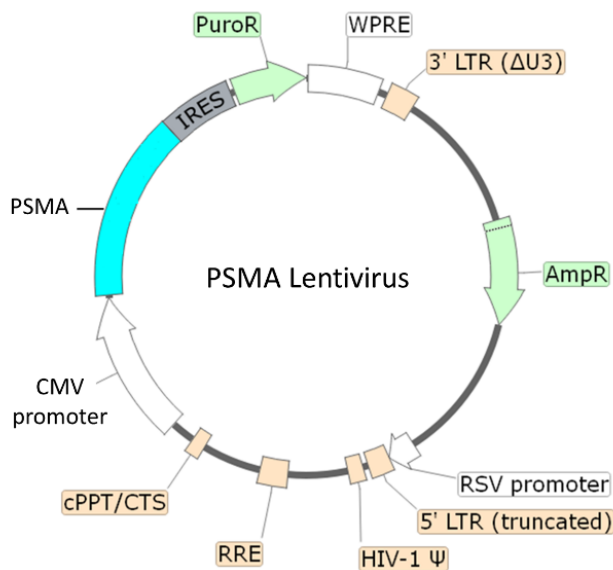 PuroR
WPRE
3' LTR (ΔU3)
IRES
PSMA
PSMA Lentivirus
AmpR
CMV
promoter
cPPT/CTS
RSV promoter
5' LTR (truncated)
RRE
HIV-1 Ψ